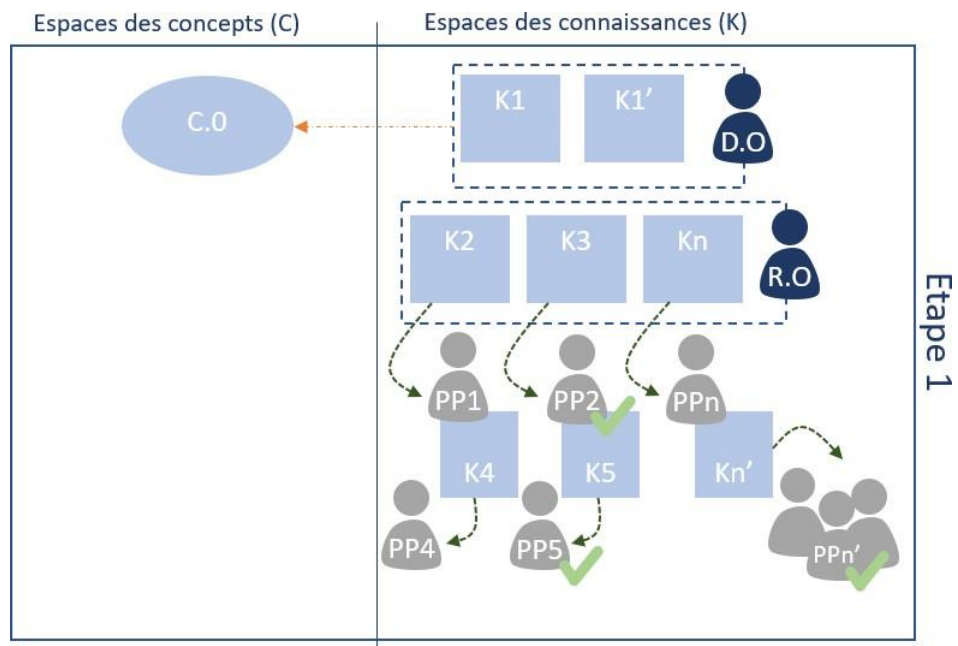 Espaces des concepts (C)
Espaces des connaissances (K)
C.0
K1
K1’
D.O
K2
K3
Kn
R.O
Etape 1
PP1
PP2
PPn
K4
K5
Kn’
PP4
PP5
PPn’